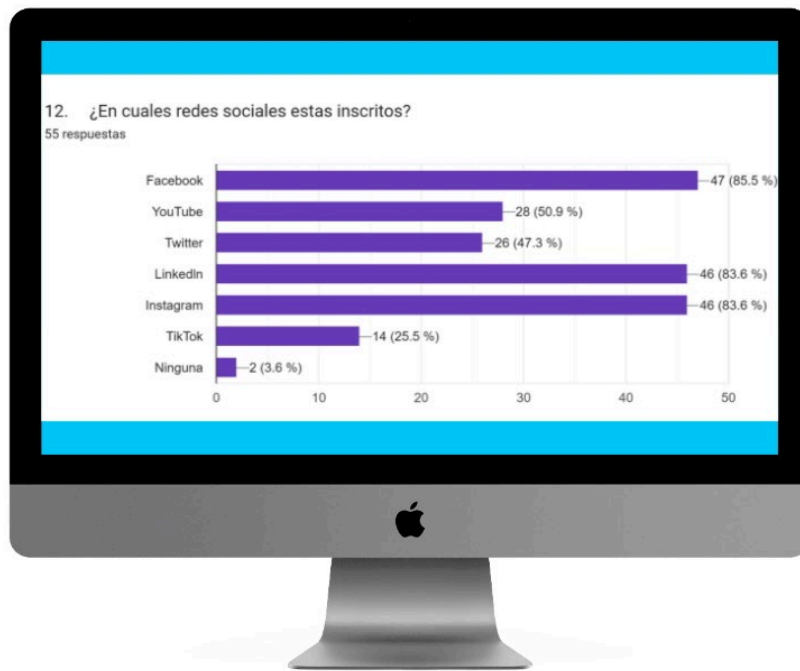 12. ¿En cuales redes sociales estas inscritos?
55 respuestas
Facebook 47 (85.5 %)
YouTube 28 (50.9 %)
Twitter 26 (47.3 %)
LinkedIn 46 (83.6 %)
Instagram 46 (83.6 %)
TikTok 14 (25.5 %)
Ninguna 2 (3.6 %)
0 10 20 30 40 50